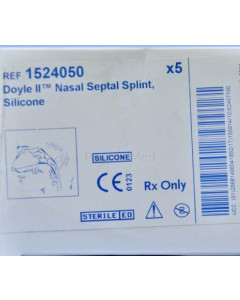 REF 1524050
x5
Doyle II™ Nasal Septal Splint,
Silicone
SILICONE
CE
0123
Rx Only
STERILE EO